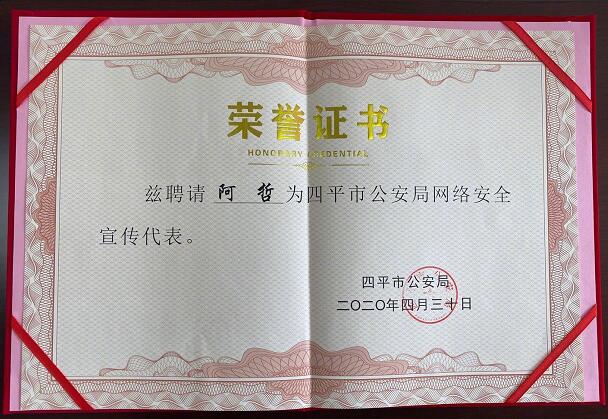 荣誉证书
HONORARY CREDENTIAL
兹聘请 阿 哲 为四平市公安局网络安全
宣传代表。
四平市公安局
二〇二〇年四月三十日